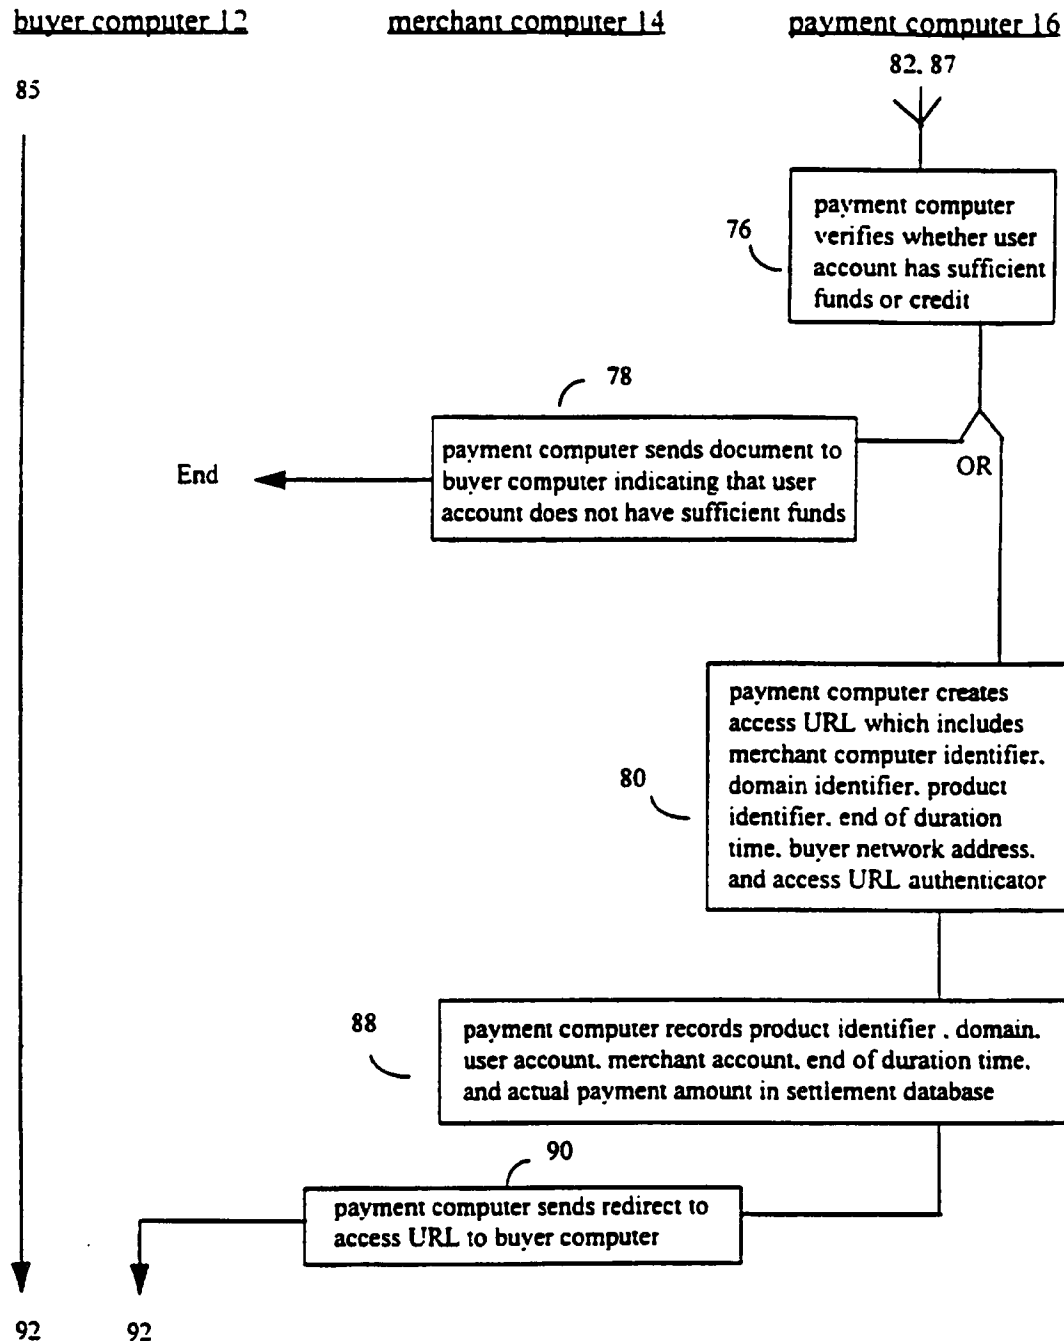 buyer computer 12 merchant computer 14 payment computer 16
82. 87
85
payment computer
verifies whether user
account has sufficient
funds or credit
76
78
payment computer sends document to
buyer computer indicating that user
account does not have sufficient funds
End
OR
payment computer creates
access URL which includes
merchant computer identifier.
domain identifier. product
identifier. end of duration
time. buyer network address.
and access URL authenticator
80
88
payment computer records product identifier . domain.
user account. merchant account. end of duration time.
and actual payment amount in settlement database
90
payment computer sends redirect to
access URL to buyer computer
92 92